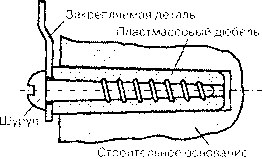 Закрепляемая деталь
Пластмассовый дюбель
Шуруп
Строительное основание